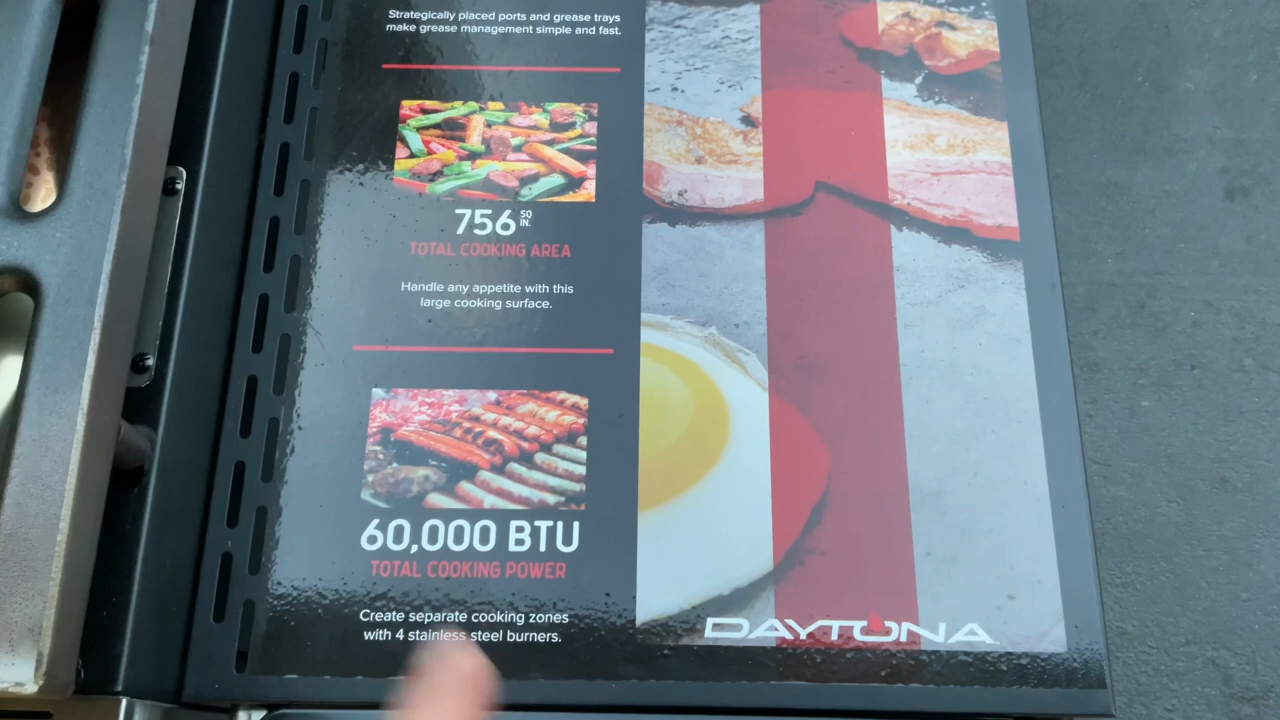 Strategically placed ports and grease trays
make grease management simple and fast.
756 SQ IN.
TOTAL COOKING AREA
Handle any appetite with this
large cooking surface.
60,000 BTU
TOTAL COOKING POWER
Create separate cooking zones
with 4 stainless steel burners.
DAYTONA